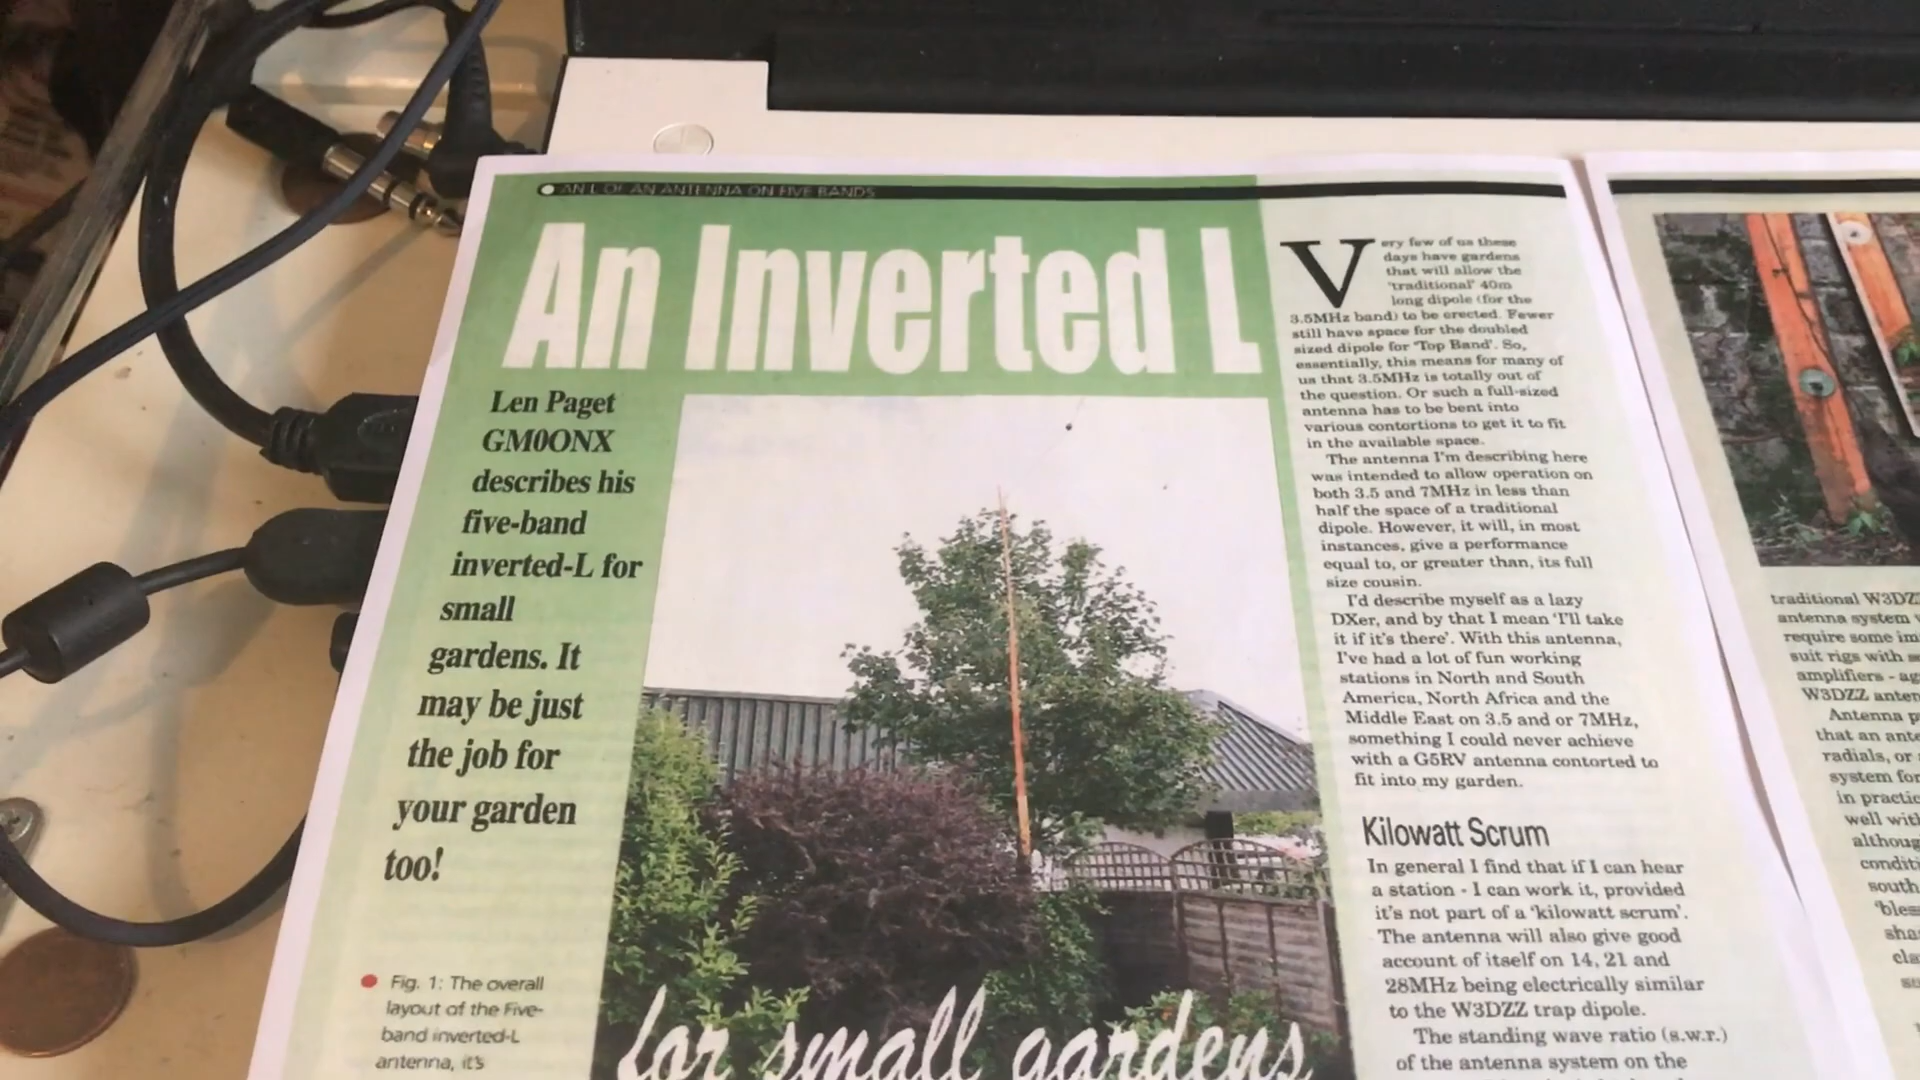 AN L OF AN ANTENNA ON FIVE BANDS
An Inverted L
Len Paget
GM0ONX
describes his
five-band
inverted-L for
small
gardens. It
may be just
the job for
your garden
too!
Fig. 1: The overall
layout of the Five-
band inverted-L
antenna, it's
for small gardens
Very few of us these
days have gardens
that will allow the
'traditional' 40m
long dipole (for the
3.5MHz band) to be erected. Fewer
still have space for the doubled
sized dipole for 'Top Band'. So,
essentially, this means for many of
us that 3.5MHz is totally out of
the question. Or such a full-sized
antenna has to be bent into
various contortions to get it to fit
in the available space.
The antenna I'm describing here
was intended to allow operation on
both 3.5 and 7MHz in less than
half the space of a traditional
dipole. However, it will, in most
instances, give a performance
equal to, or greater than, its full
size cousin.
I'd describe myself as a lazy
DXer, and by that I mean 'I'll take
it if it's there'. With this antenna,
I've had a lot of fun working
stations in North and South
America, North Africa and the
Middle East on 3.5 and or 7MHz,
something I could never achieve
with a G5RV antenna contorted to
fit into my garden.
Kilowatt Scrum
In general I find that if I can hear
a station - I can work it, provided
it's not part of a 'kilowatt scrum'.
The antenna will also give good
account of itself on 14, 21 and
28MHz being electrically similar
to the W3DZZ trap dipole.
The standing wave ratio (s.w.r.)
of the antenna system on the
traditional W3DZZ
antenna system
require some im
suit rigs with
amplifiers - ag
W3DZZ anten
Antenna p
that an ante
radials, or
system for
in practic
well with
althoug
conditi
south
'bles
sha
cla